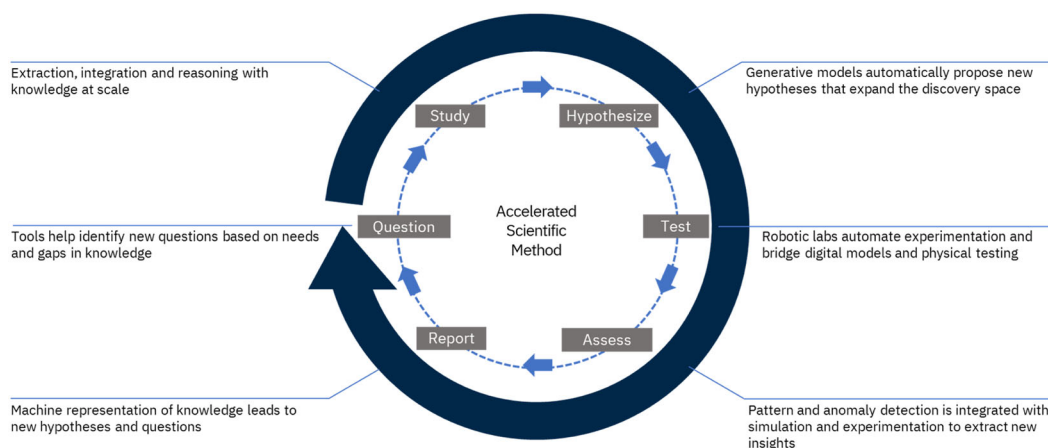 Extraction, integration and reasoning with
knowledge at scale
Generative models automatically propose new
hypotheses that expand the discovery space
Study
Hypothesize
Tools help identify new questions based on needs
and gaps in knowledge
Question
Accelerated
Scientific
Method
Test
Robotic labs automate experimentation and
bridge digital models and physical testing
Report
Assess
Machine representation of knowledge leads to
new hypotheses and questions
Pattern and anomaly detection is integrated with
simulation and experimentation to extract new
insights